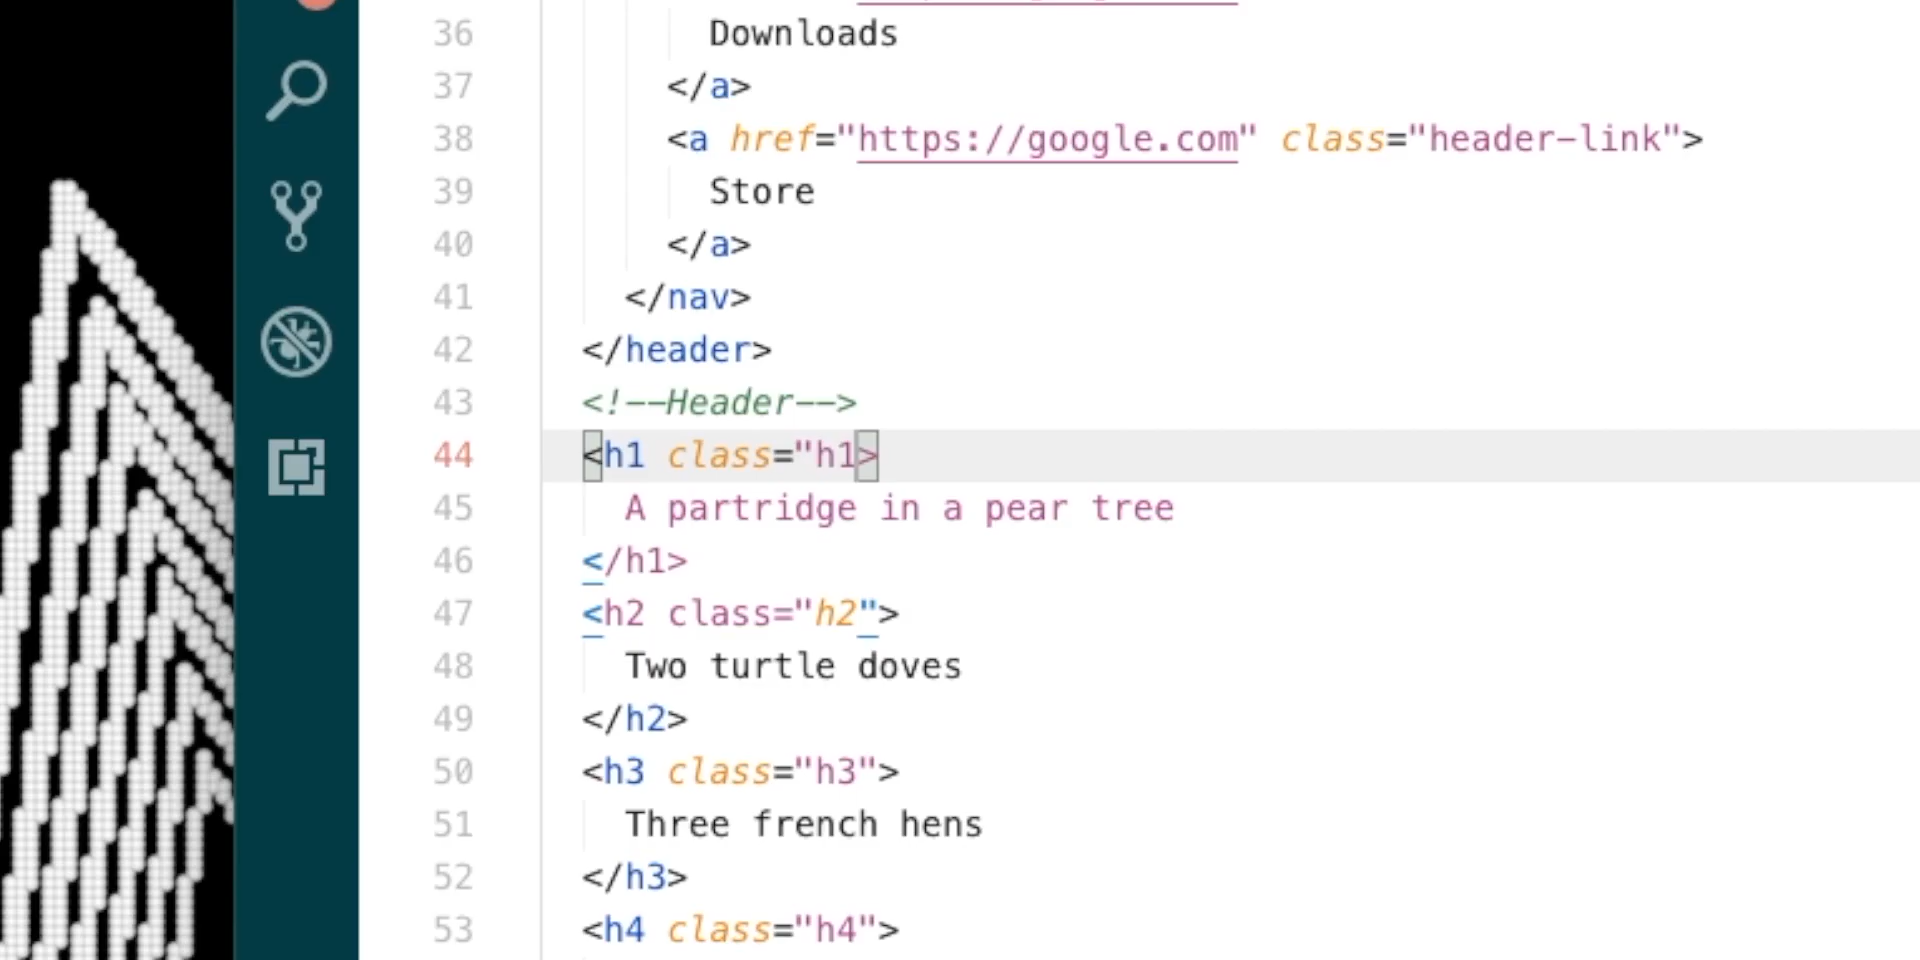 36 Downloads
37 </a>
38 <a href="https://google.com" class="header-link">
39 Store
40 </a>
41 </nav>
42 </header>
43 <!--Header-->
44 <h1 class="h1>
45 A partridge in a pear tree
46 </h1>
47 <h2 class="h2">
48 Two turtle doves
49 </h2>
50 <h3 class="h3">
51 Three french hens
52 </h3>
53 <h4 class="h4">